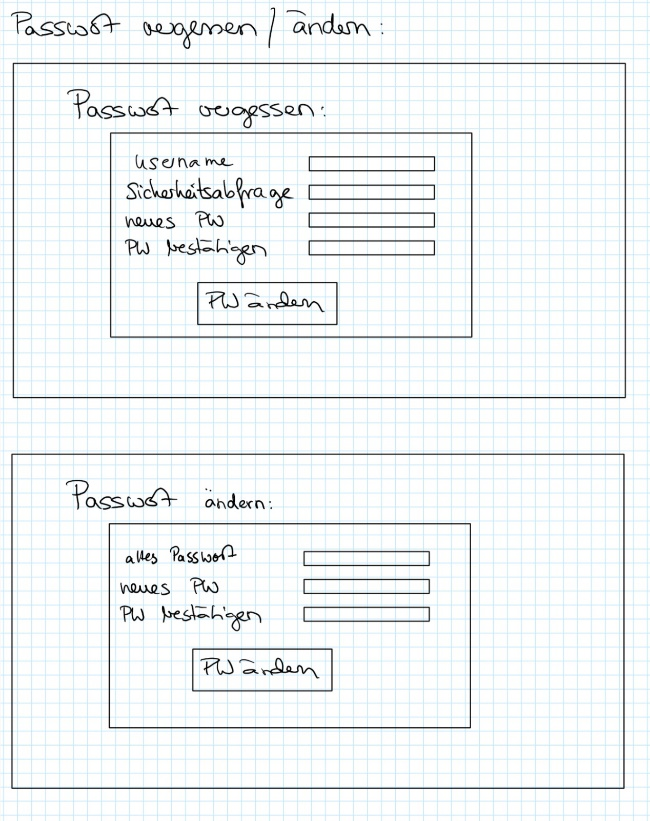 Passwort vergessen / ändern:
Passwort vergessen:
username
Sicherheitsabfrage
neues PW
PW bestätigen
PW ändern
Passwort ändern:
altes Passwort
neues PW
PW bestätigen
PW ändern